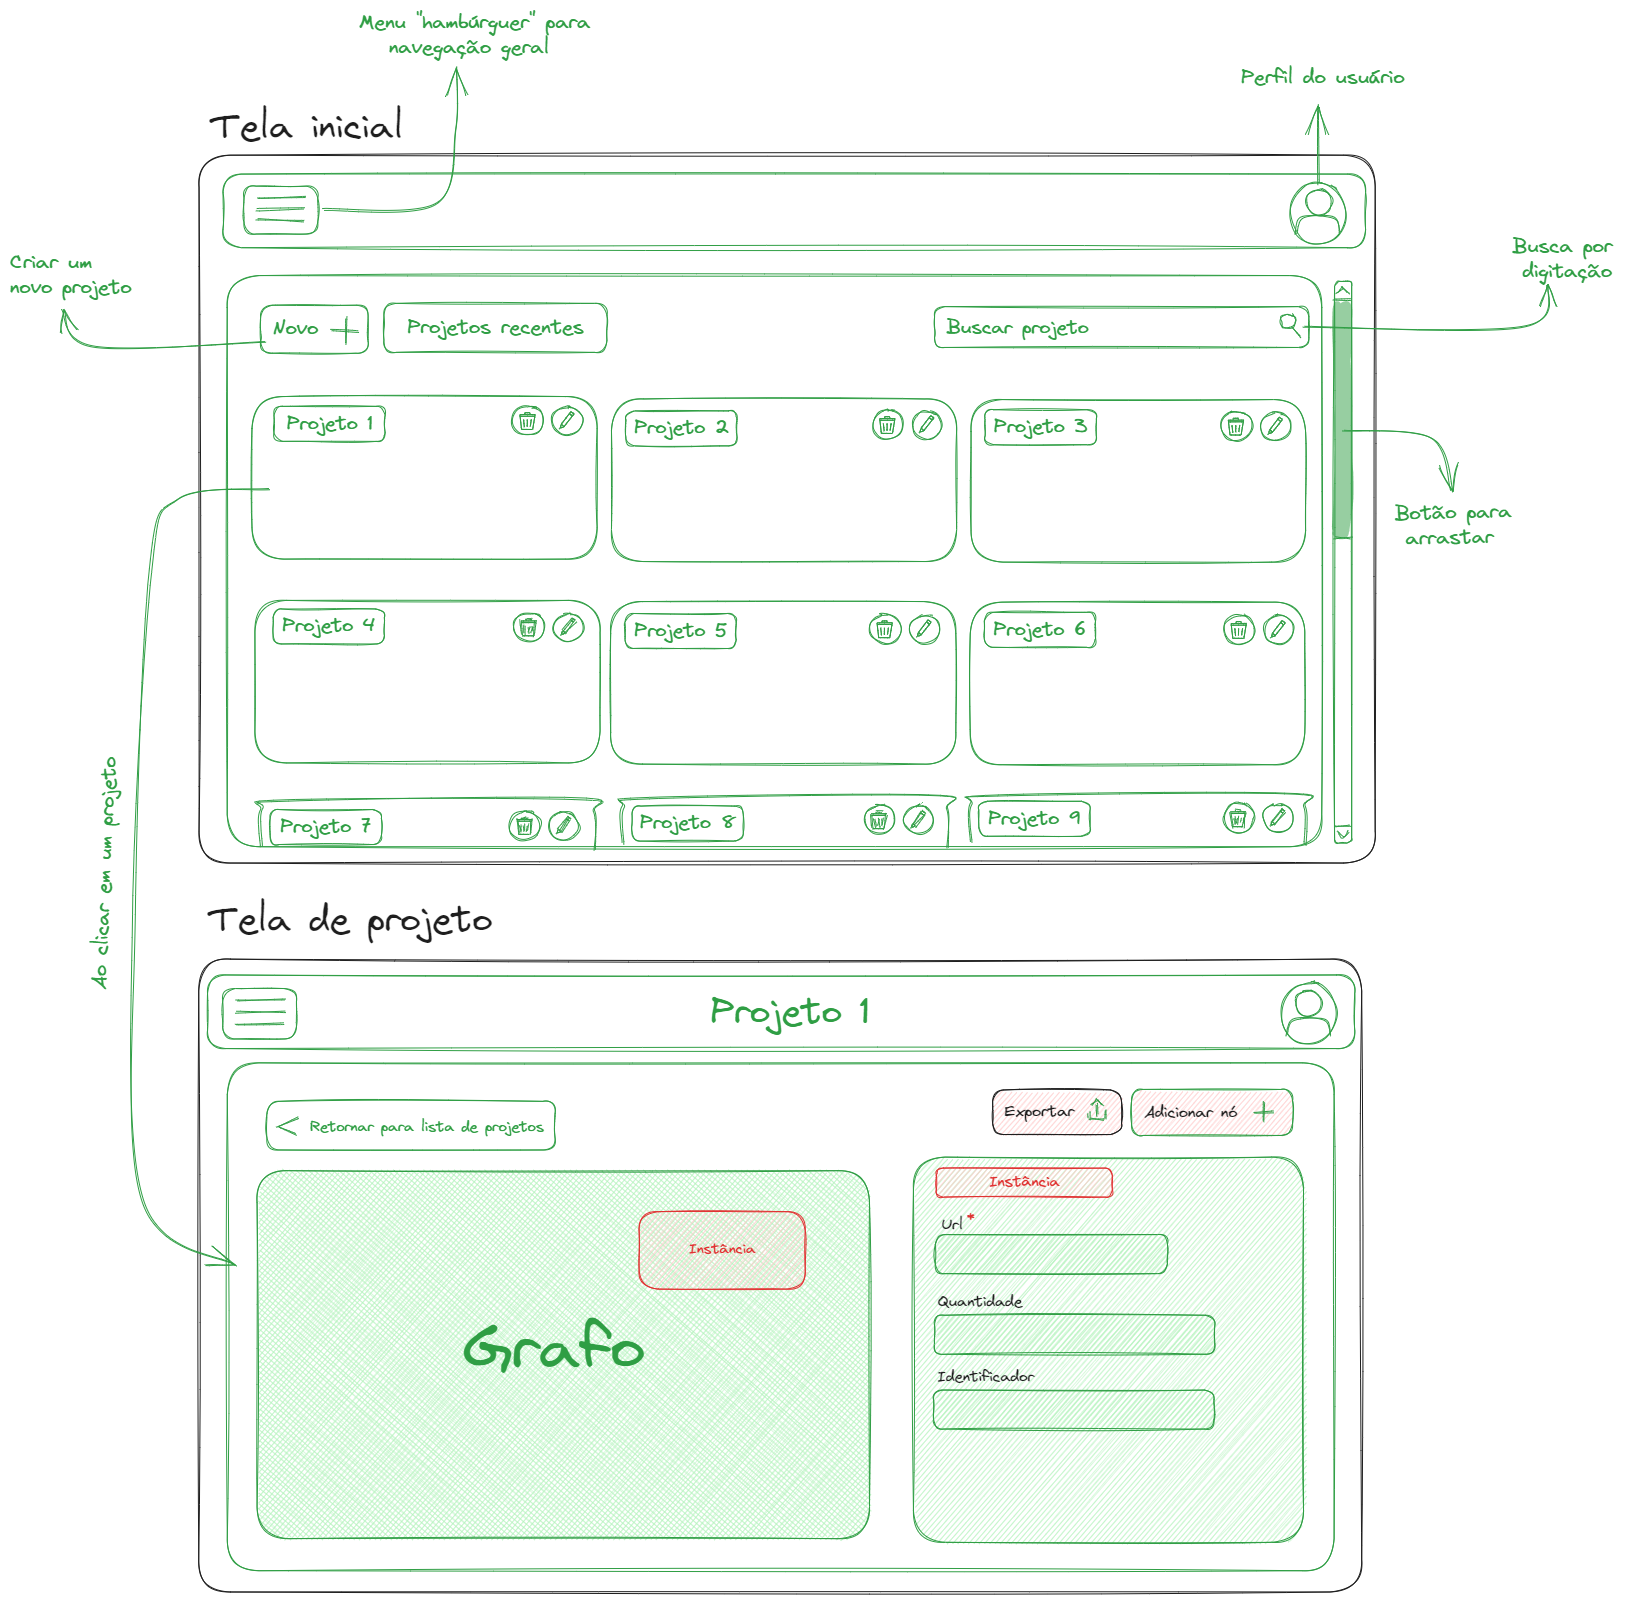 Menu "hambúrguer" para
navegação geral
Perfil do usuário
Tela inicial
Criar um
novo projeto
Busca por
digitação
Novo
Projetos recentes
Buscar projeto
Projeto 1
Projeto 2
Projeto 3
Botão para
arrastar
Projeto 4
Projeto 5
Projeto 6
Projeto 7
Projeto 8
Projeto 9
Ao clicar em um projeto
Tela de projeto
Projeto 1
< Retornar para lista de projetos
Exportar
Adicionar nó +
Instância
Grafo
Instância
Url *
Quantidade
Identificador